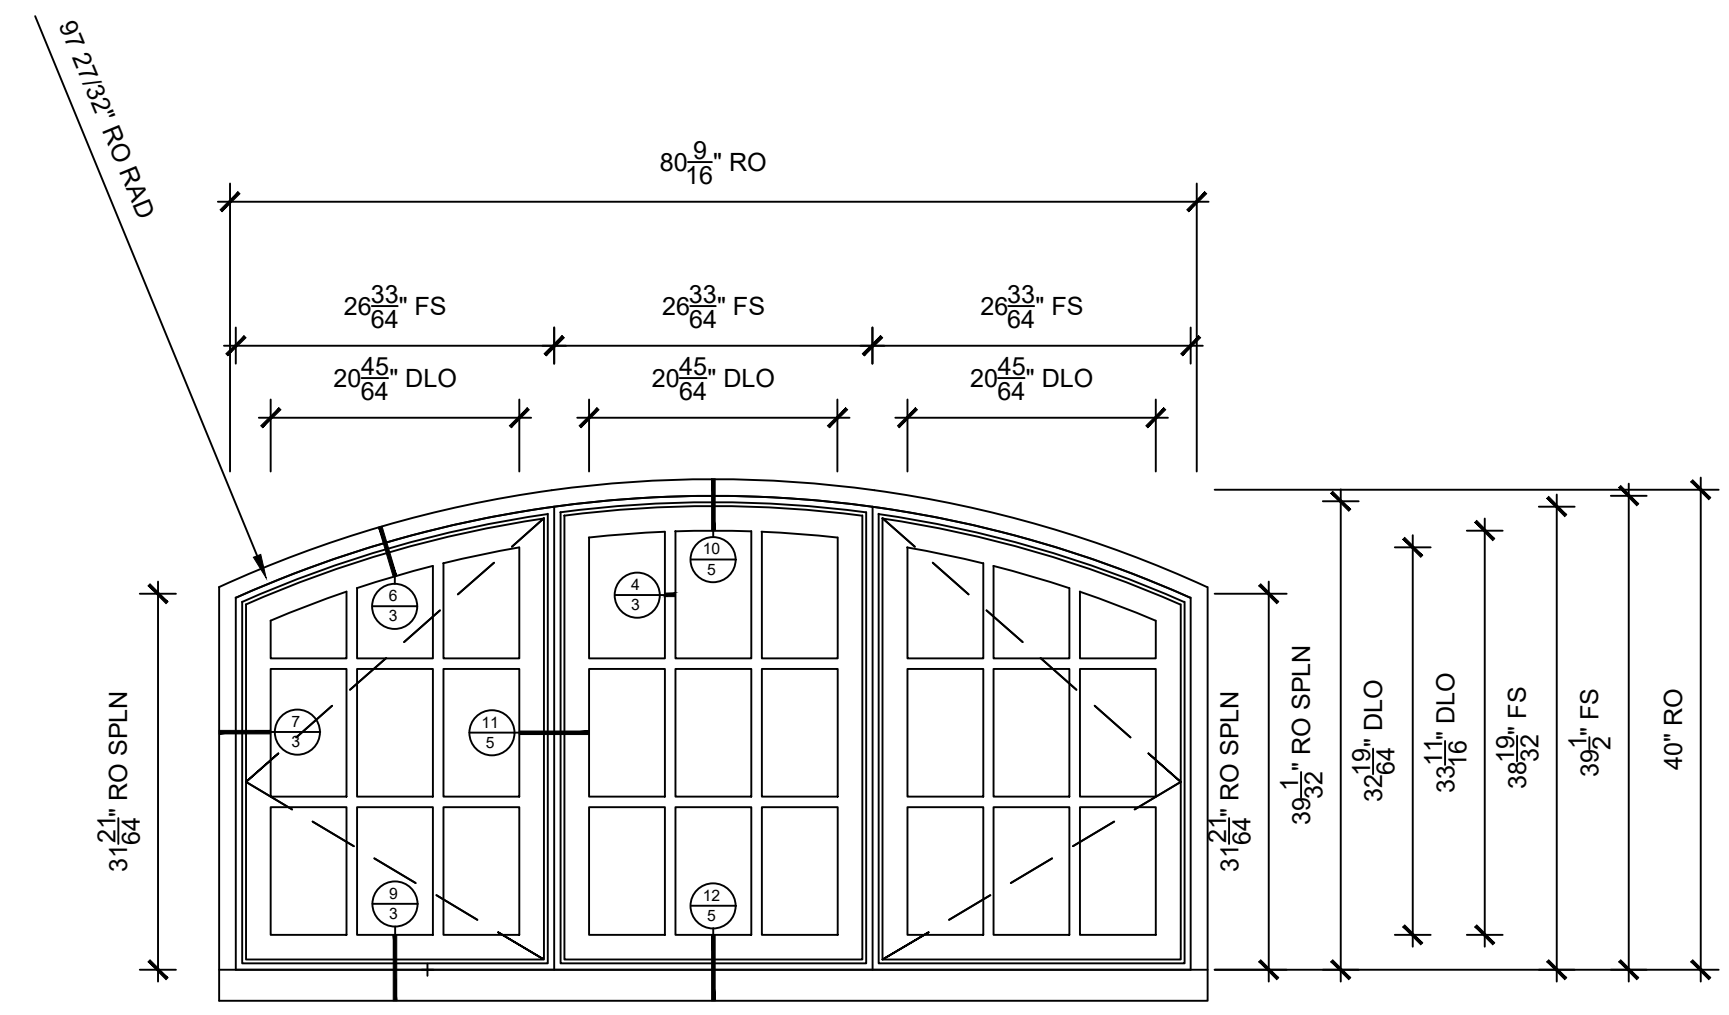 97 27/32" RO RAD
80 9/16" RO
26 33/64" FS
26 33/64" FS
26 33/64" FS
20 45/64" DLO
20 45/64" DLO
20 45/64" DLO
10
5
4
3
6
3
7
3
11
5
9
3
12
5
31 21/64" RO SPLN
31 21/64" RO SPLN
39 1/32" RO SPLN
32 19/64" DLO
33 11/16" DLO
38 19/32" FS
39 1/2" FS
40" RO